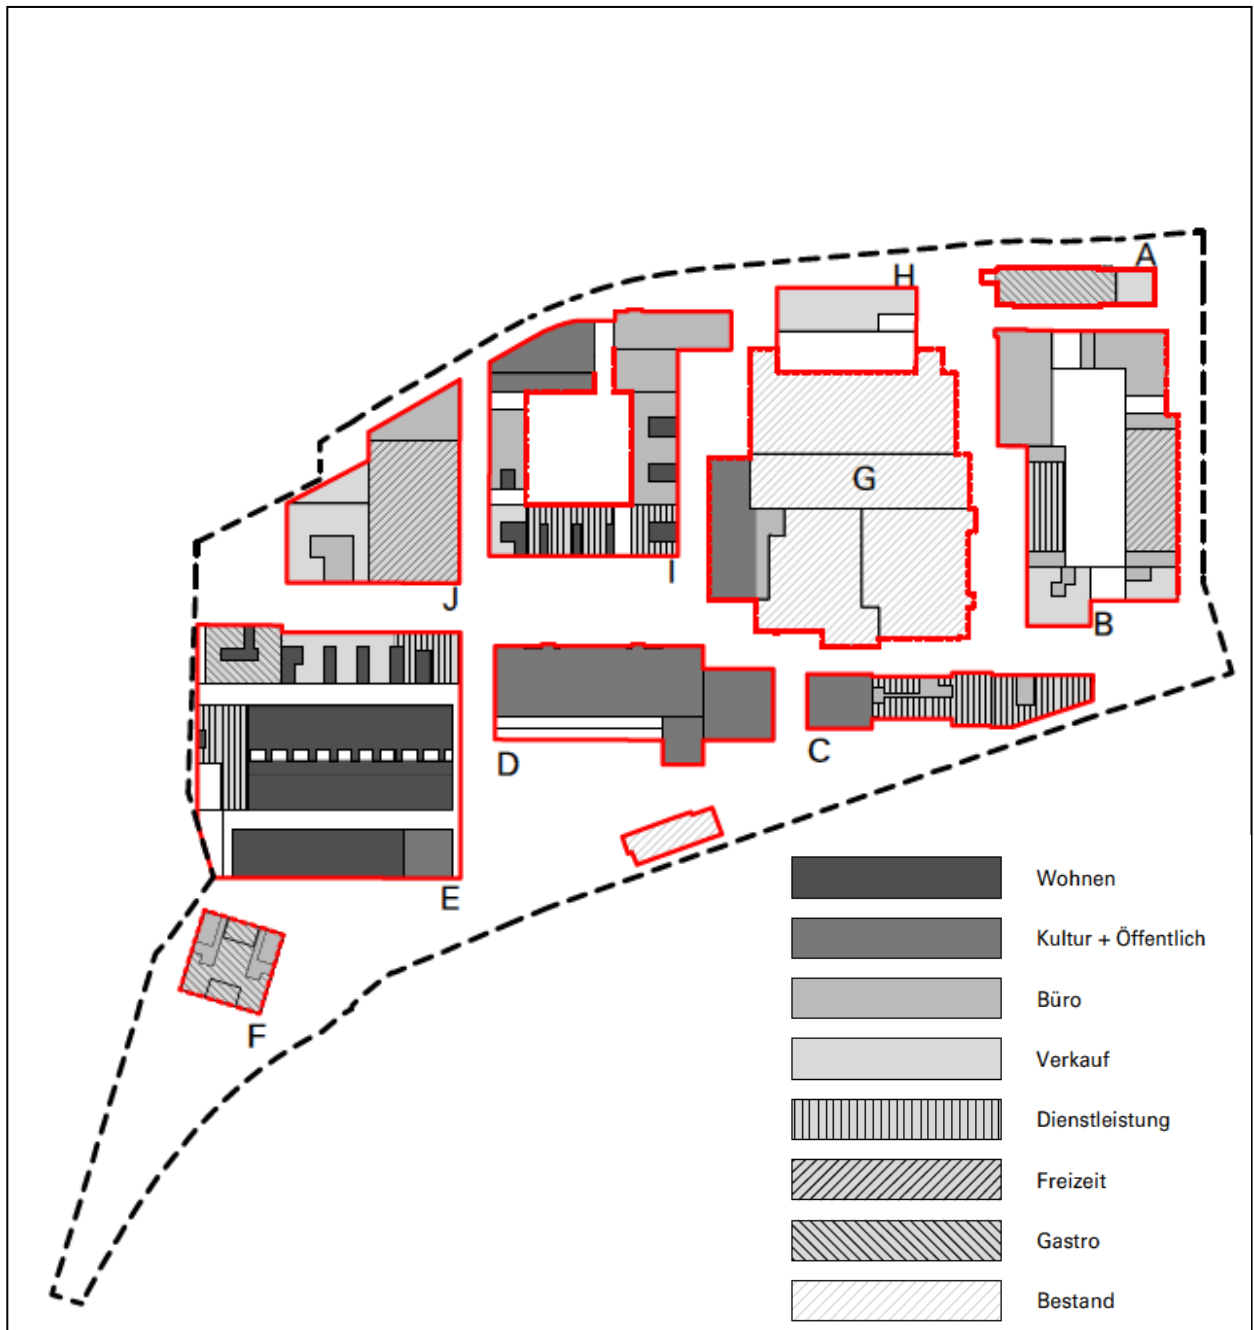 A
H
G
B
I
J
D
C
E
F
Wohnen
Kultur + Öffentlich
Büro
Verkauf
Dienstleistung
Freizeit
Gastro
Bestand